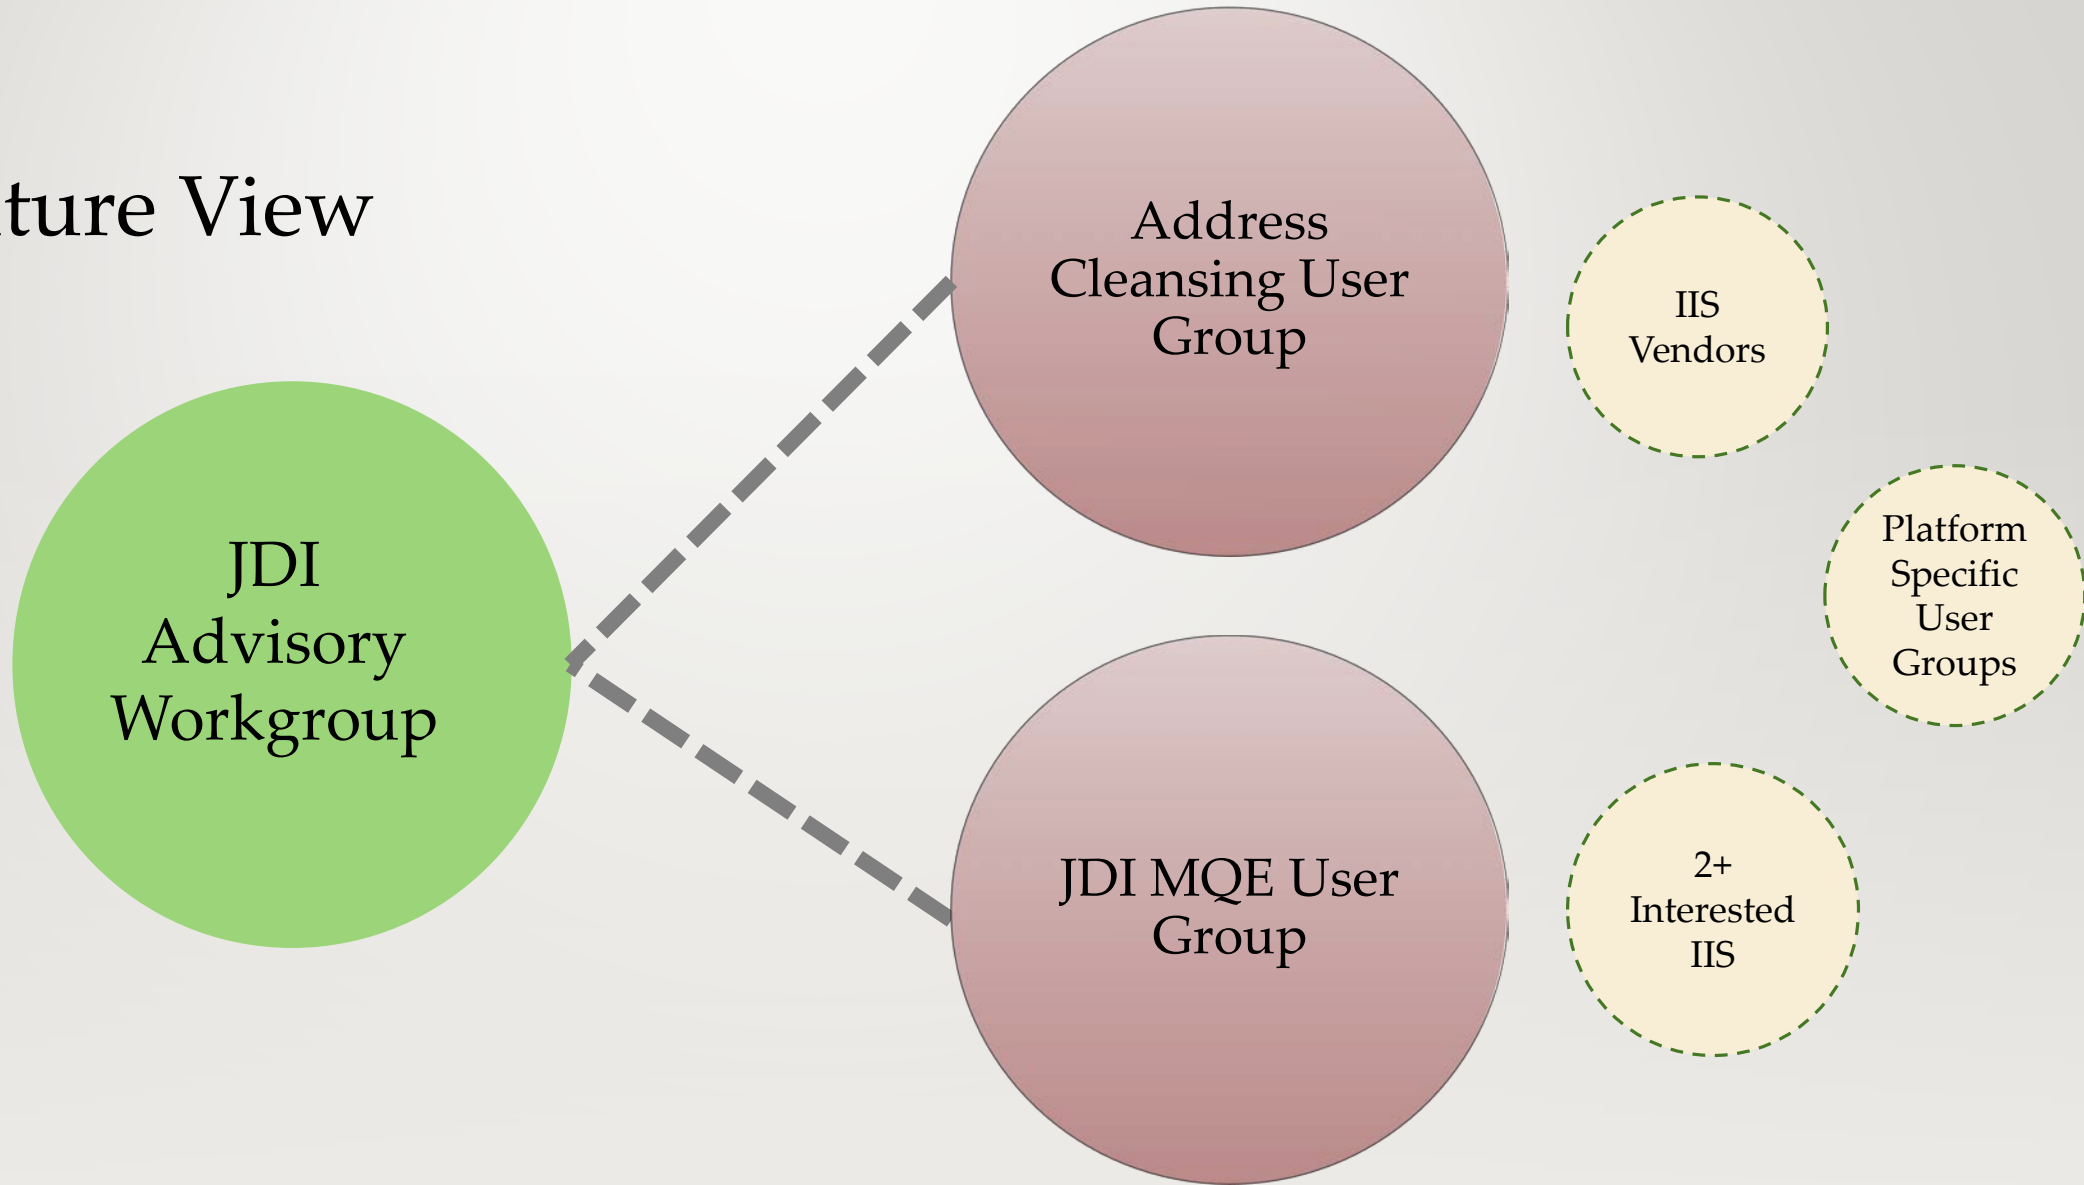 ture View
JDI
Advisory
Workgroup
Address
Cleansing User
Group
JDI MQE User
Group
IIS
Vendors
Platform
Specific
User
Groups
2+
Interested
IIS